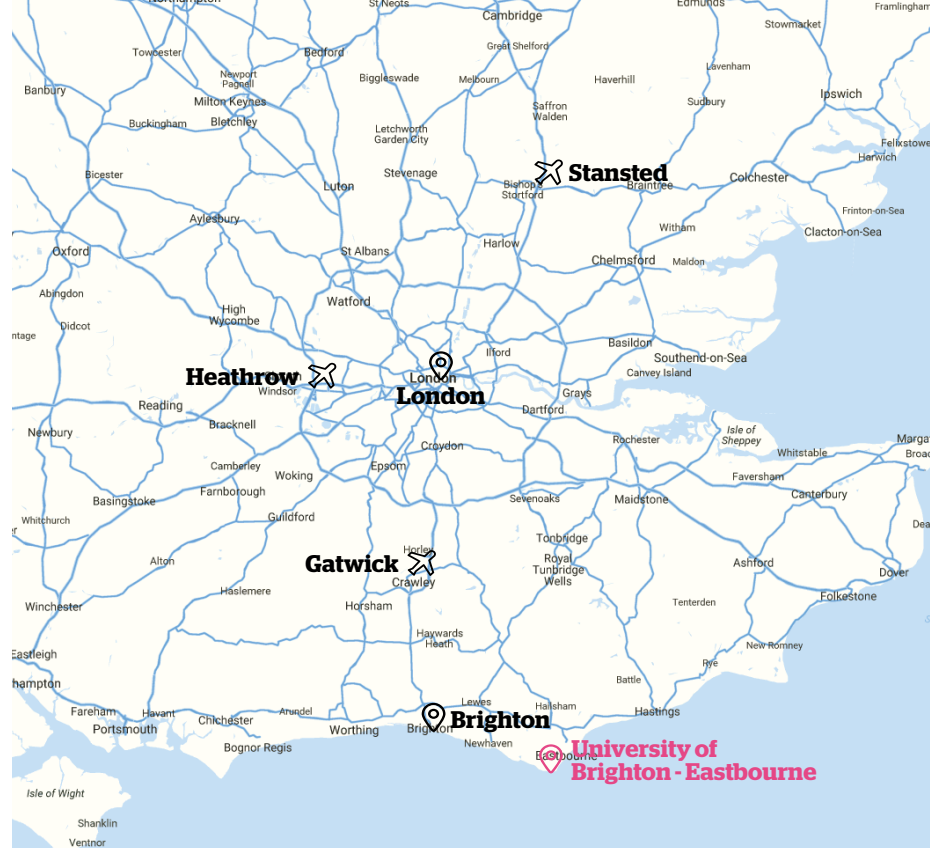 St Neots
Cambridge
Stowmarket
Great Shelford
Towcester
Bedford
Lavenham
Newport
Pagnell
Biggleswade
Melbourn
Haverhill
Banbury
Milton Keynes
Sudbury
Ipswich
Saffron
Walden
Buckingham
Bletchley
Letchworth
Garden City
Felixstowe
Harwich
Bicester
Stevenage
Stansted
Luton
Bishop's
Stortford
Braintree
Colchester
Aylesbury
Frinton-on-Sea
Witham
Clacton-on-Sea
Oxford
St Albans
Harlow
Chelmsford
Maldon
Abingdon
Watford
High
Wycombe
Didcot
ntage
Basildon
Ilford
Southend-on-Sea
Canvey Island
Heathrow
London
Windsor
London
Grays
Reading
Dartford
Bracknell
Newbury
Isle of
Sheppey
Rochester
Croydon
Whitstable
Marga
Broad
Camberley
Epsom
Woking
Faversham
Farnborough
Canterbury
Basingstoke
Sevenoaks
Maidstone
Guildford
Whitchurch
Dea
Tonbridge
Horley
Gatwick
Alton
Royal
Tunbridge
Wells
Ashford
Dover
Crawley
Haslemere
Folkestone
Winchester
Horsham
Tenterden
Haywards
Heath
New Romney
Eastleigh
Rye
Battle
hampton
Lewes
Hailsham
Fareham
Havant
Arundel
Hastings
Chichester
Brighton
Brighton
Portsmouth
Worthing
Newhaven
Bognor Regis
Eastbourne
University of
Brighton - Eastbourne
Isle of Wight
Shanklin
Ventnor